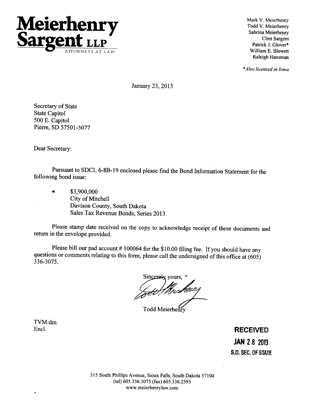 Meierhenry
Sargent LLP
ATTORNEYS AT LAW
Mark V. Meierhenry
Todd V. Meierhenry
Sabrina Meierhenry
Clint Sargent
Patrick J. Glover*
William E. Blewett
Raleigh Hansman
*Also licensed in Iowa
January 23, 2013
Secretary of State
State Capitol
500 E. Capitol
Pierre, SD 57501-5077
Dear Secretary:
Pursuant to SDCL 6-8B-19 enclosed please find the Bond Information Statement for the
following bond issue:
• $3,900,000
City of Mitchell
Davison County, South Dakota
Sales Tax Revenue Bonds, Series 2013
Please stamp date received on the copy to acknowledge receipt of these documents and
return in the envelope provided.
Please bill our pad account # 100064 for the $10.00 filing fee. If you should have any
questions or comments relating to this form, please call the undersigned of this office at (605)
336-3075.
Sincerely yours,
Todd Meierhenry
Todd Meierhenry
TVM:dm
Encl.
RECEIVED
JAN 28 2013
S.D. SEC. OF STATE
315 South Phillips Avenue, Sioux Falls, South Dakota 57104
(tel) 605.336.3075 (fax) 605.336.2593
www.meierhenrylaw.com